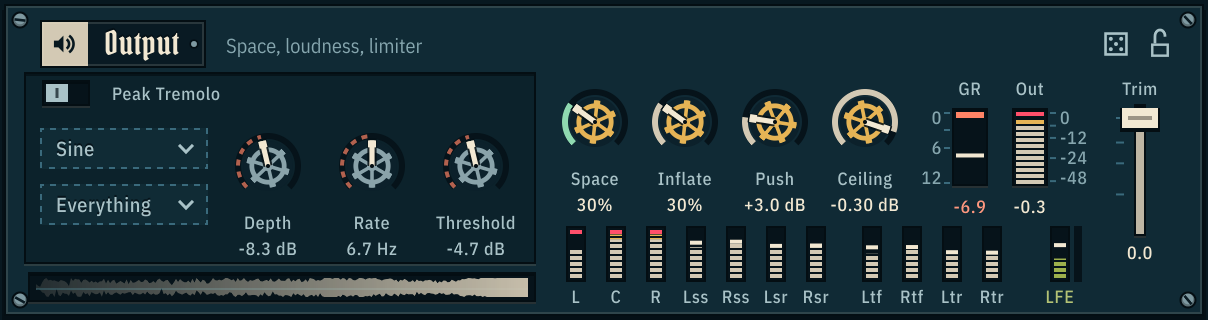 Output
Space, loudness, limiter
Peak Tremolo
Sine
Everything
Depth
-8.3 dB
Rate
6.7 Hz
Threshold
-4.7 dB
Space
30%
Inflate
30%
Push
+3.0 dB
Ceiling
-0.30 dB
GR
0
6
12
-6.9
Out
0
-12
-24
-48
-0.3
Trim
0.0
L C R Lss Rss Lsr Rsr Ltf Rtf Ltr Rtr LFE